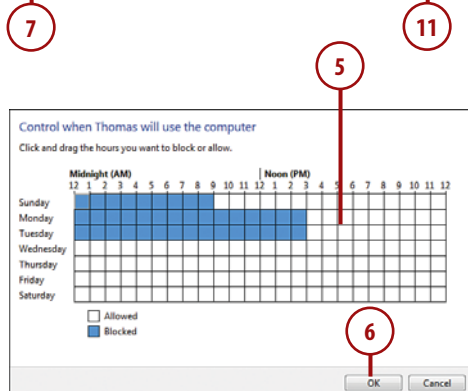 7
11
5
Control when Thomas will use the computer
Click and drag the hours you want to block or allow.
Midnight (AM) Noon (PM)
12 1 2 3 4 5 6 7 8 9 10 11 12 1 2 3 4 5 6 7 8 9 10 11 12
Sunday
Monday
Tuesday
Wednesday
Thursday
Friday
Saturday
Allowed
Blocked
6
OK Cancel